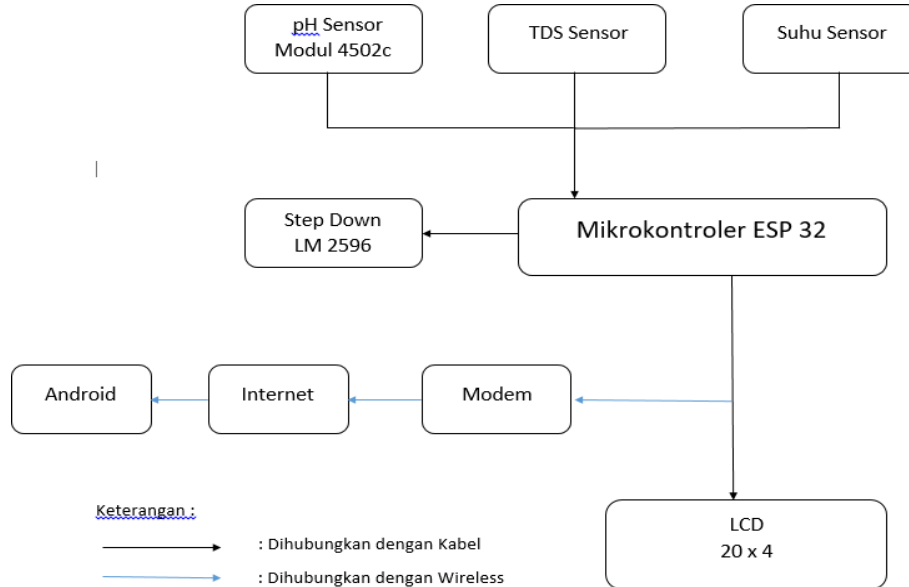 pH Sensor
Modul 4502c
TDS Sensor
Suhu Sensor
Step Down
LM 2596
Mikrokontroler ESP 32
Android
Internet
Modem
Keterangan :
: Dihubungkan dengan Kabel
: Dihubungkan dengan Wireless
LCD
20 x 4